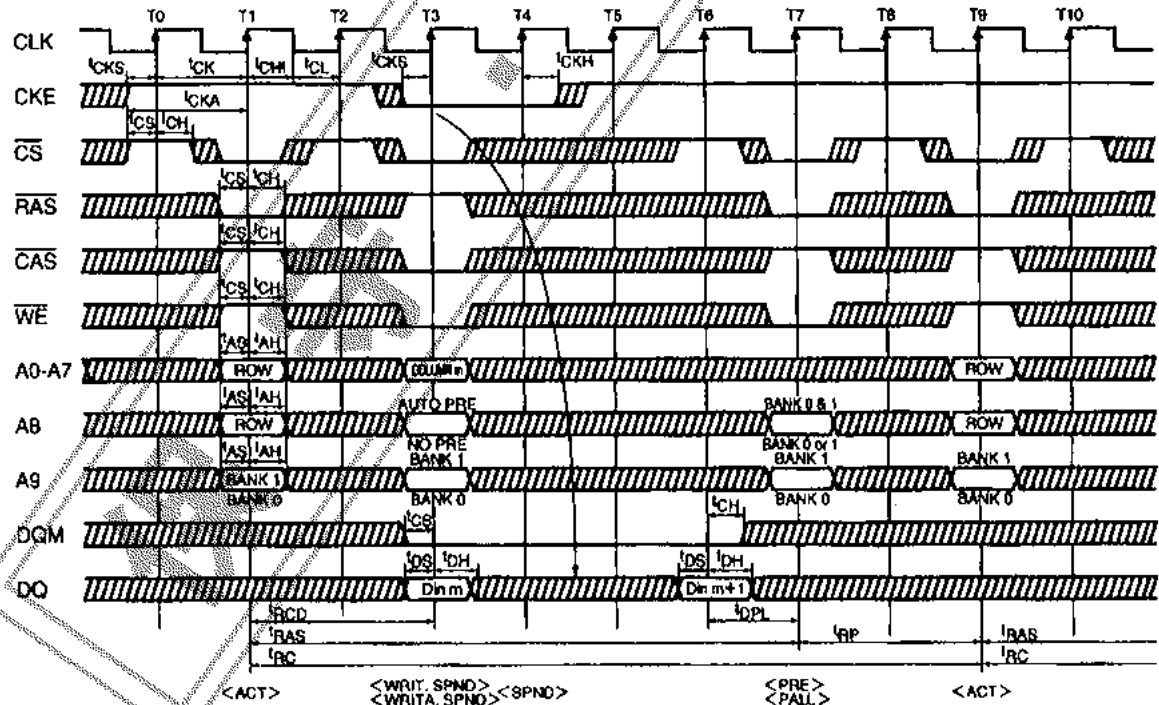 T0 T1 T2 T3 T4 T5 T6 T7 T8 T9 T10
CLK
tCKS tCK tCHI tCL tCKS tCKH
CKE
tCKA
tCS tCH
CS
tCS tCH
RAS
tCS tCH
CAS
tCS tCH
WE
tAS tAH
A0-A7 ROW COLUMN m ROW
tAS tAH AUTO PRE BANK 0 & 1
A8 ROW ROW
NO PRE BANK 0 or 1
tAS tAH BANK 1 BANK 1 BANK 1
A9 BANK 1
BANK 0 BANK 0 BANK 0 BANK 0
tCS tCH
DQM
tDS tDH tDS tDH
DQ Din m Din m+1
tRCD tDPL
tRAS tRP tRAS
tRC tRC
<ACT> <WRIT, SPND> <SPND> <PRE> <ACT>
<WRITA, SPND> <PALL>